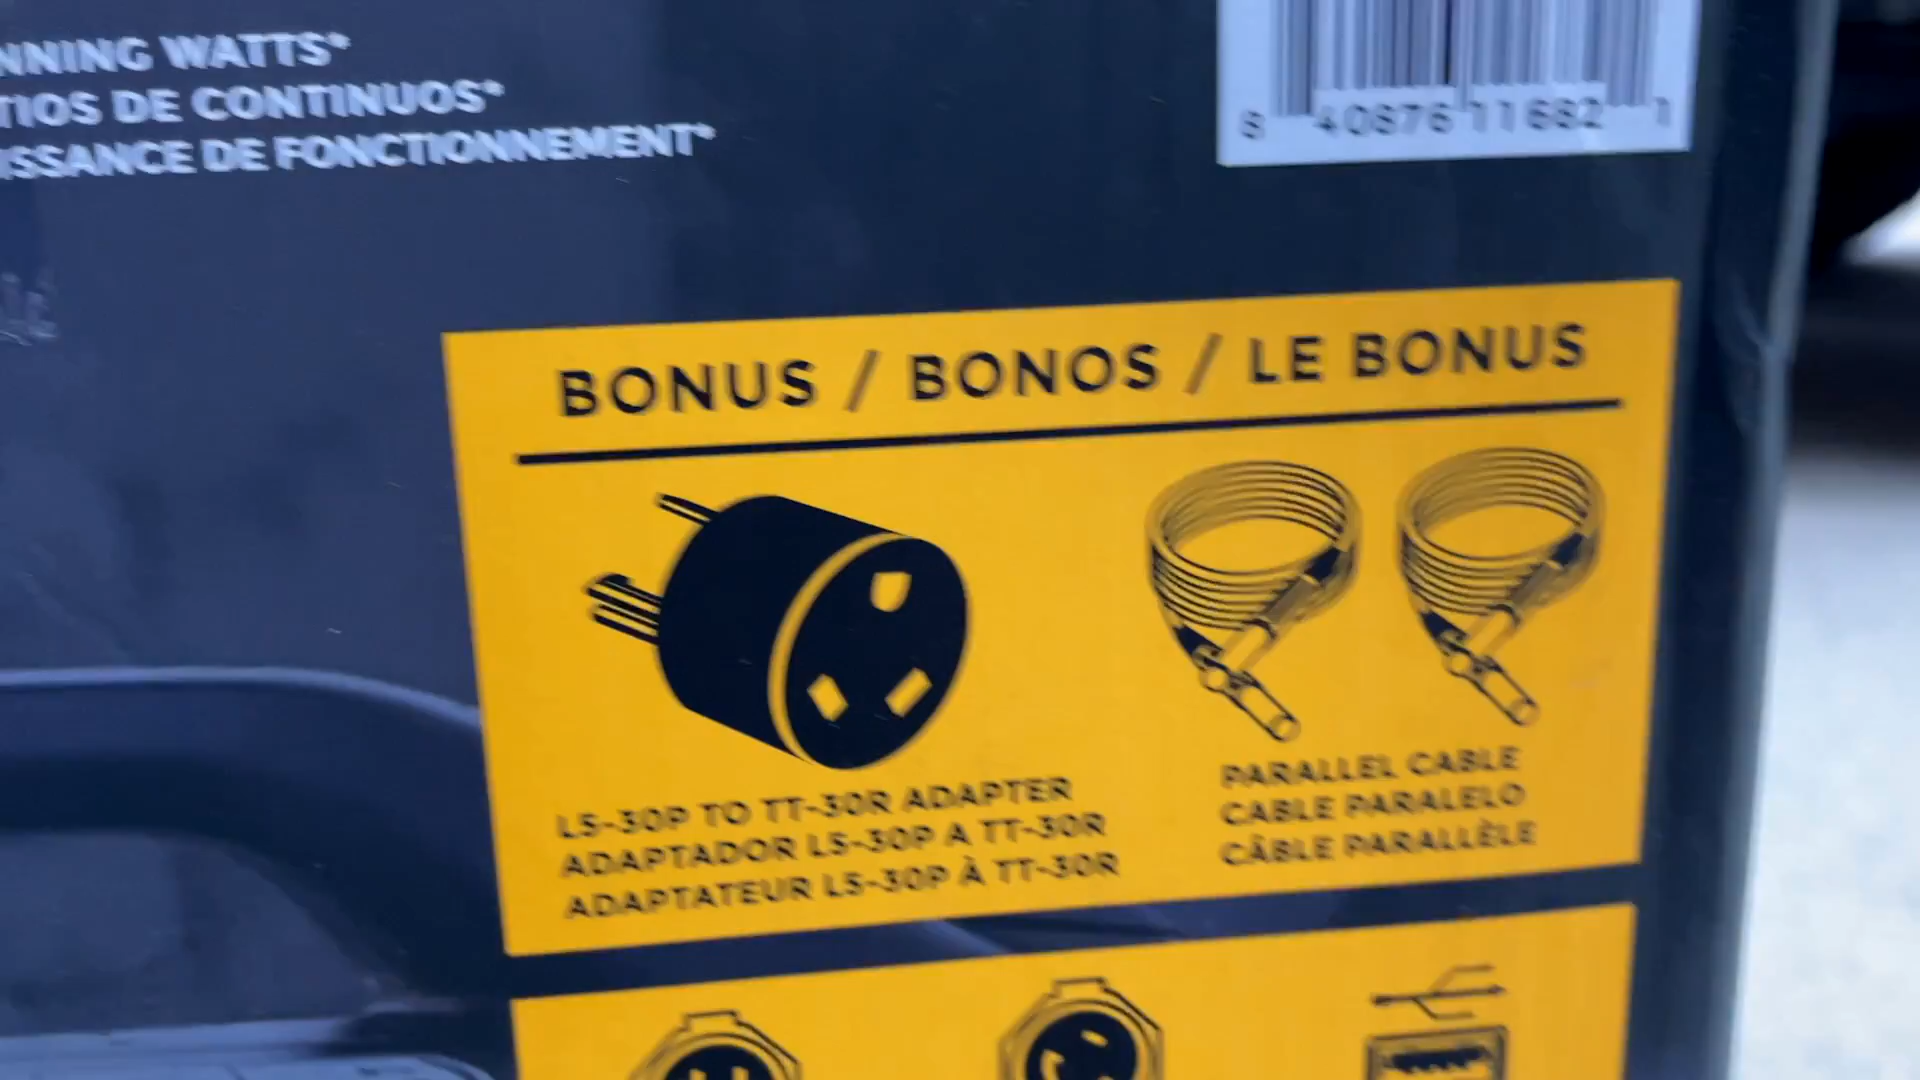 NNING WATTS*
TIOS DE CONTINUOS*
ISSANCE DE FONCTIONNEMENT*
8 40876 11682 1
BONUS / BONOS / LE BONUS
L5-30P TO TT-30R ADAPTER
ADAPTADOR L5-30P A TT-30R
ADAPTATEUR L5-30P À TT-30R
PARALLEL CABLE
CABLE PARALELO
CÂBLE PARALLÈLE